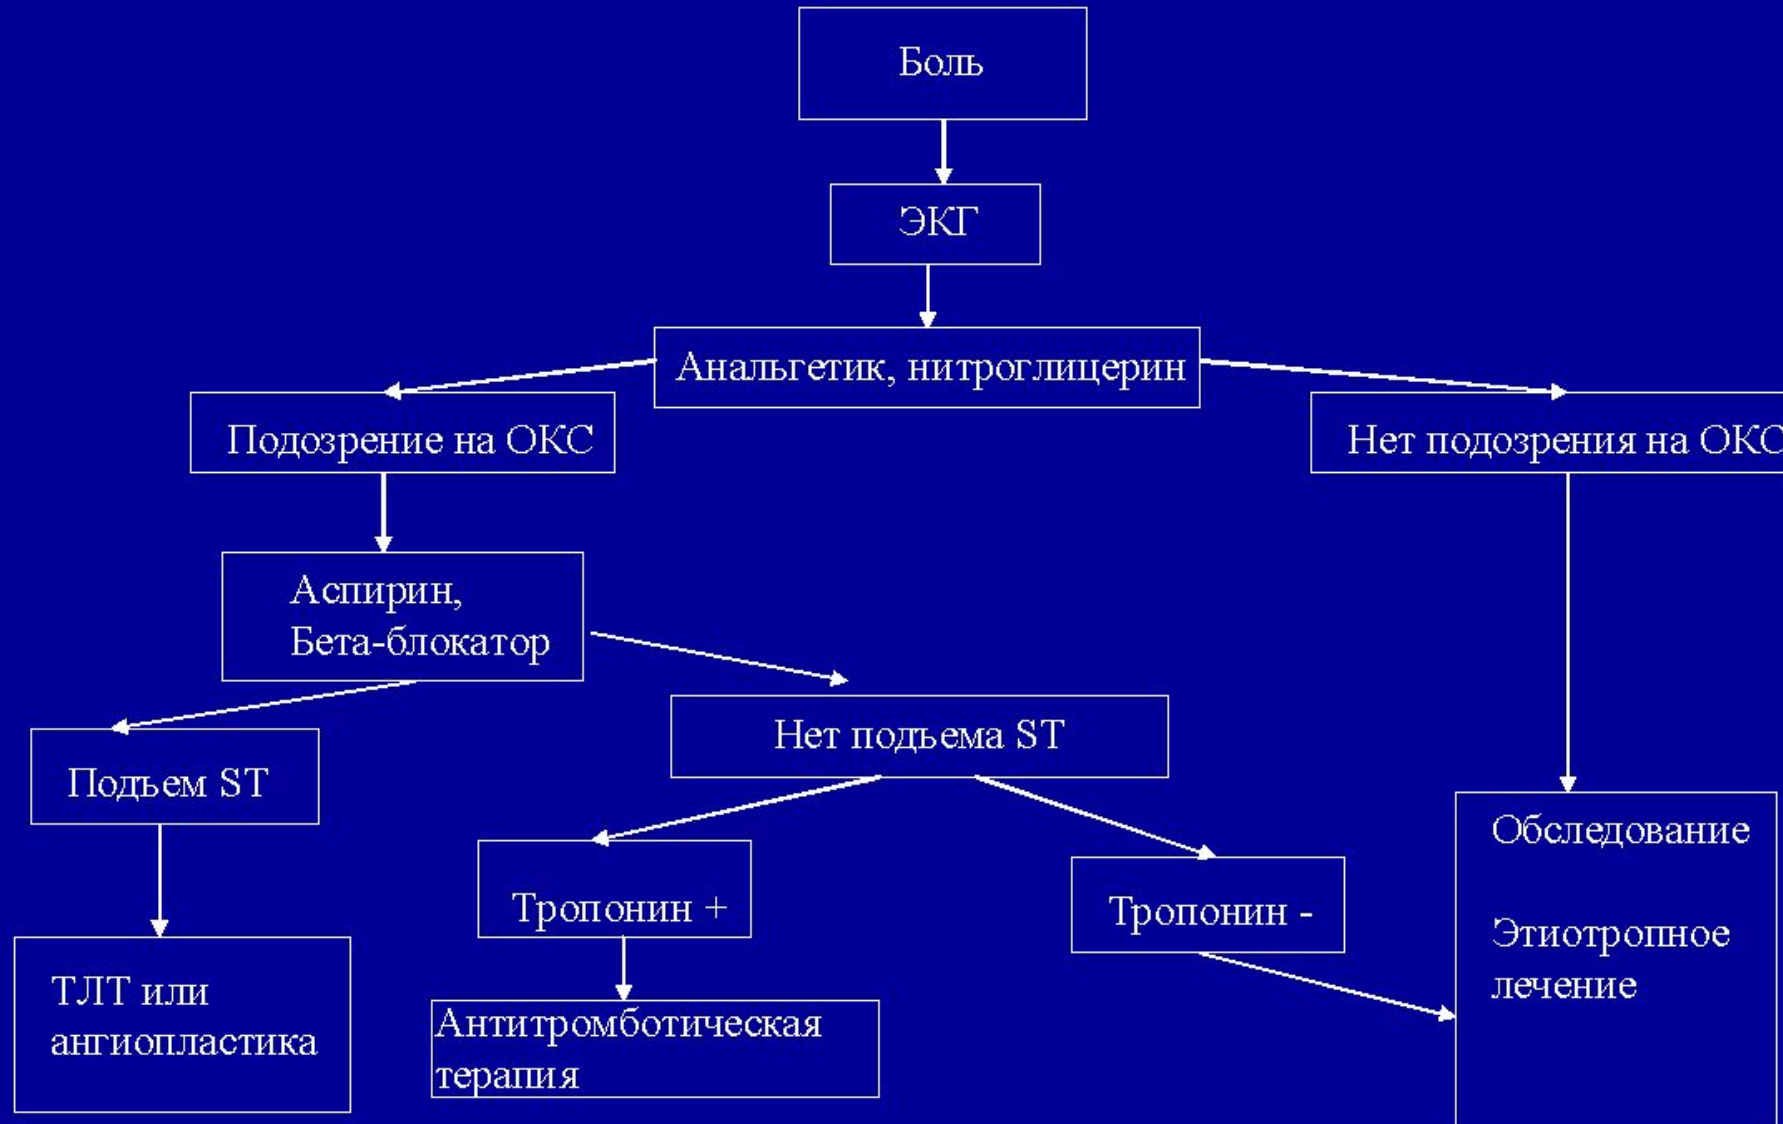 Боль
ЭКГ
Анальгетик, нитроглицерин
Подозрение на ОКС
Нет подозрения на ОКС
Аспирин,
Бета-блокатор
Подъем ST
Нет подъема ST
Тропонин +
Тропонин -
Обследование
Этиотропное
лечение
ТЛТ или
ангиопластика
Антитромботическая
терапия